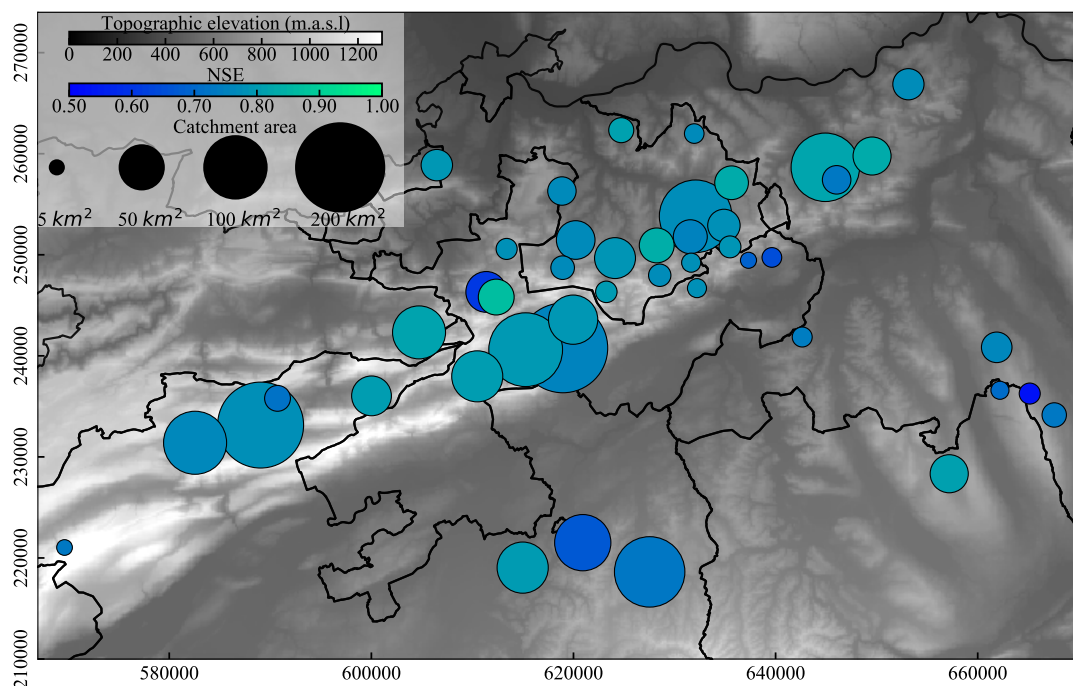 Topographic elevation (m.a.s.l)
0 200 400 600 800 1000 1200
NSE
0.50 0.60 0.70 0.80 0.90 1.00
Catchment area
5 km² 50 km² 100 km² 200 km²
270000
260000
250000
240000
230000
220000
210000
580000 600000 620000 640000 660000